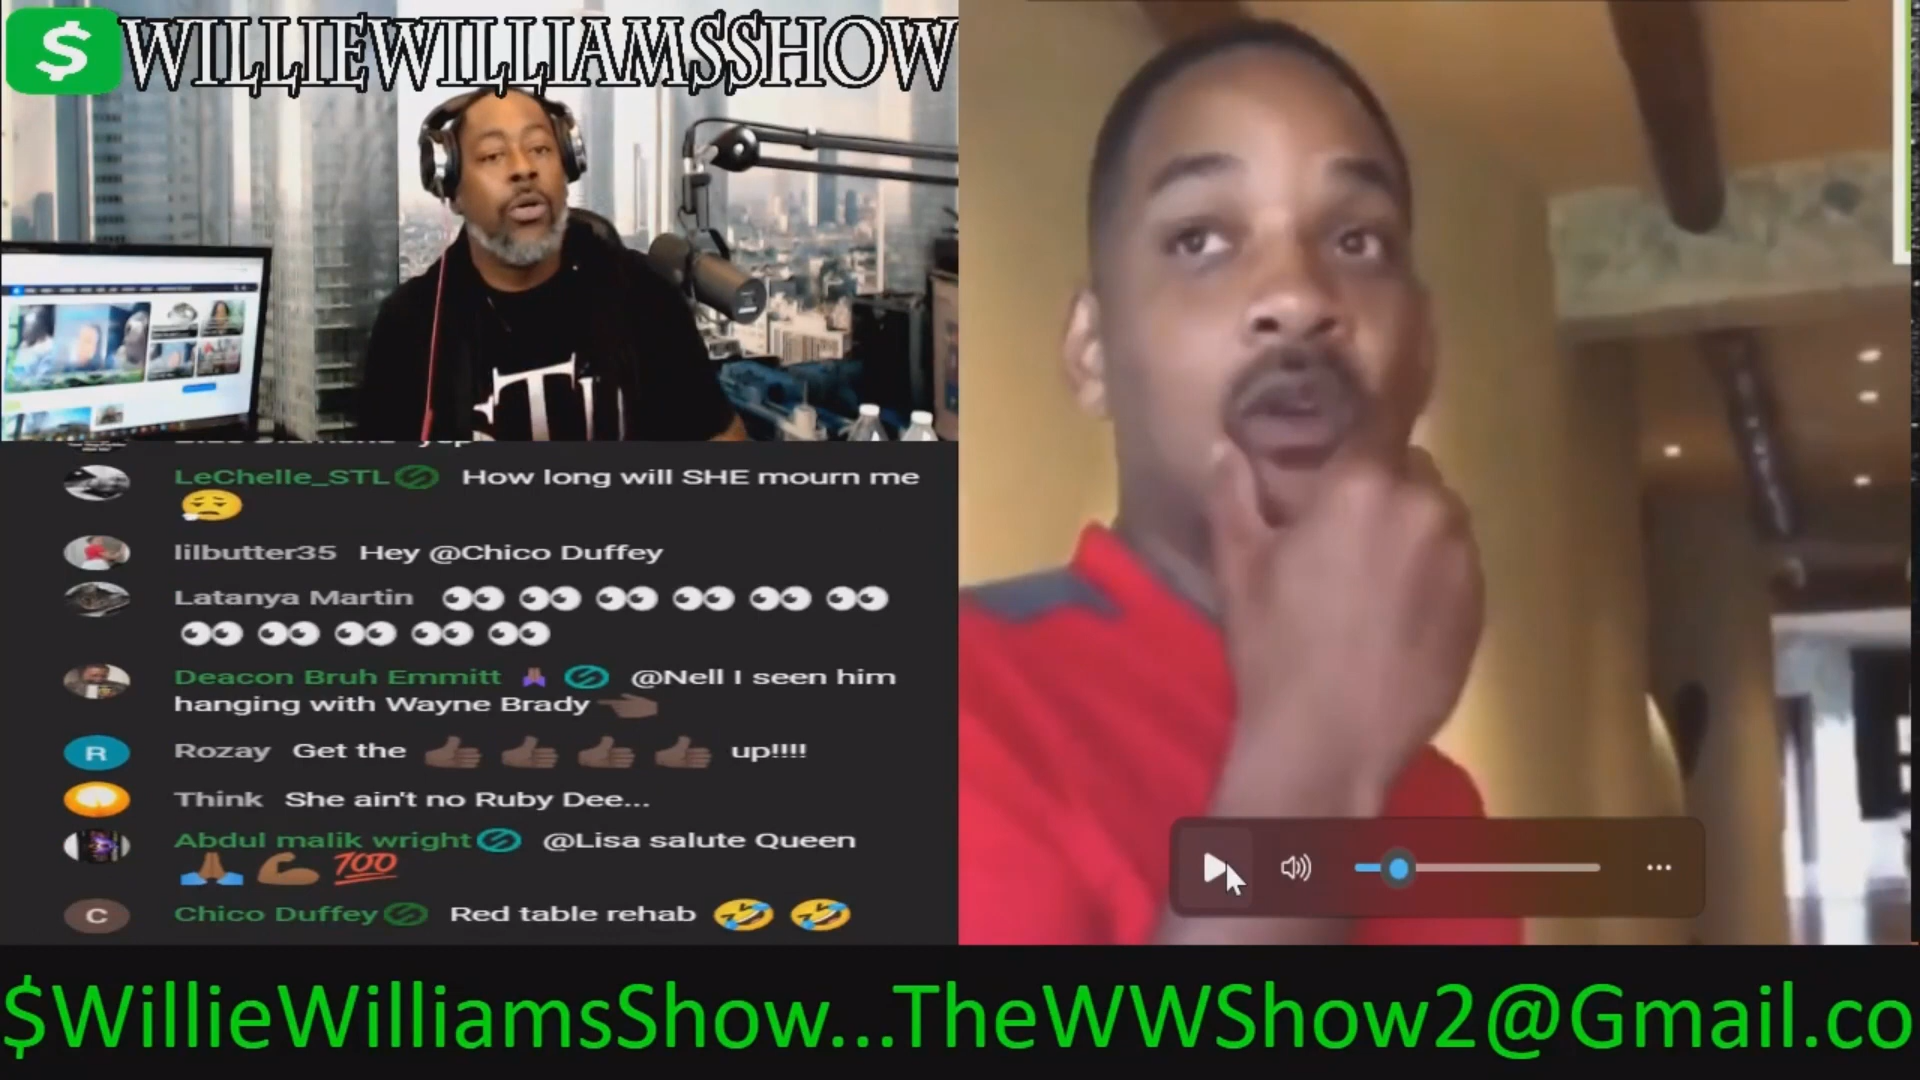 $ WILLIEWILLIAMSSHOW
LeChelle_STL How long will SHE mourn me
lilbutter35 Hey @Chico Duffey
Latanya Martin
Deacon Bruh Emmitt @Nell I seen him
hanging with Wayne Brady
R Rozay Get the up!!!!
Think She ain't no Ruby Dee...
Abdul malik wright @Lisa salute Queen
100
C Chico Duffey Red table rehab
$WillieWilliamsShow...TheWWShow2@Gmail.co